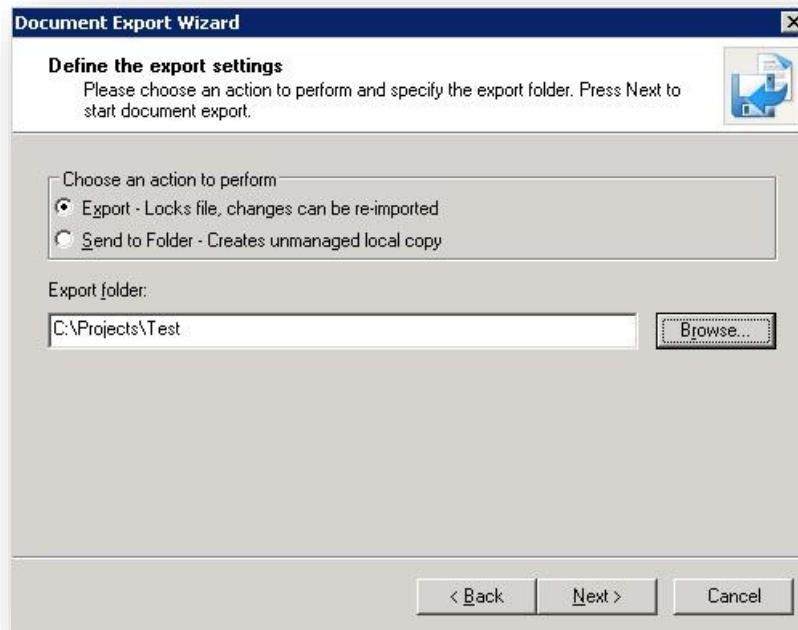 Document Export Wizard
Define the export settings
Please choose an action to perform and specify the export folder. Press Next to
start document export.
Choose an action to perform
Export - Locks file, changes can be re-imported
Send to Folder - Creates unmanaged local copy
Export folder:
C:\Projects\Test
Browse...
< Back
Next >
Cancel